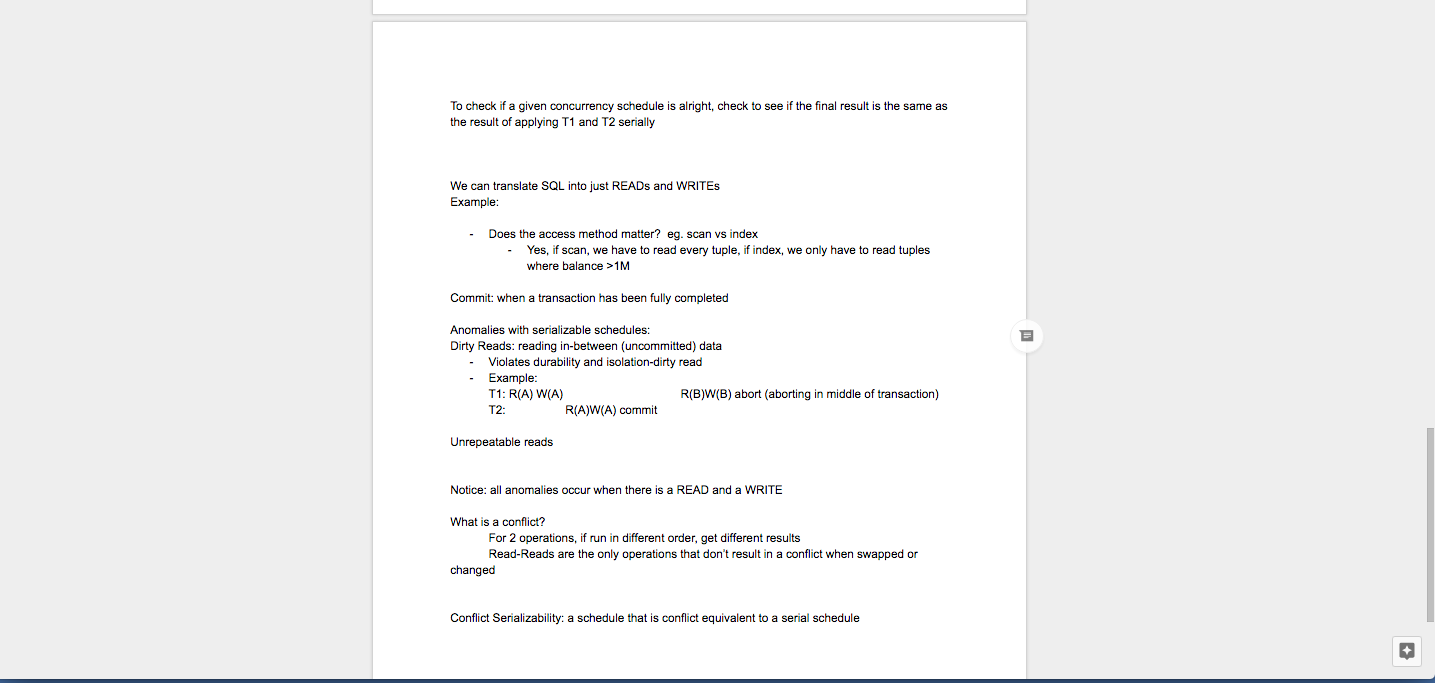 To check if a given concurrency schedule is alright, check to see if the final result is the same as
the result of applying T1 and T2 serially
We can translate SQL into just READs and WRITEs
Example:
- Does the access method matter?  eg. scan vs index
- Yes, if scan, we have to read every tuple, if index, we only have to read tuples
where balance >1M
Commit: when a transaction has been fully completed
Anomalies with serializable schedules:
Dirty Reads: reading in-between (uncommitted) data
- Violates durability and isolation-dirty read
- Example:
T1: R(A) W(A) R(B)W(B) abort (aborting in middle of transaction)
T2: R(A)W(A) commit
Unrepeatable reads
Notice: all anomalies occur when there is a READ and a WRITE
What is a conflict?
For 2 operations, if run in different order, get different results
Read-Reads are the only operations that don't result in a conflict when swapped or
changed
Conflict Serializability: a schedule that is conflict equivalent to a serial schedule